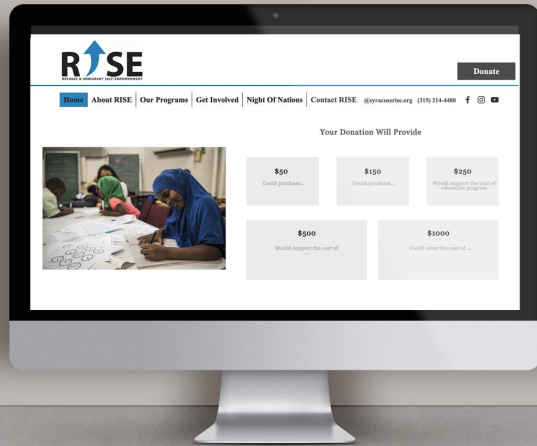 RISE
REFUGEE & IMMIGRANT SELF-EMPOWERMENT
Donate
Home About RISE Our Programs Get Involved Night Of Nations Contact RISE @syracuserise.org (315) 214-4480
Your Donation Will Provide
$50
Could purchase...
$150
Could purchase...
$250
Would support the cost of
education program
$500
Would support the cost of
....
$1000
Could cover the cost of ....